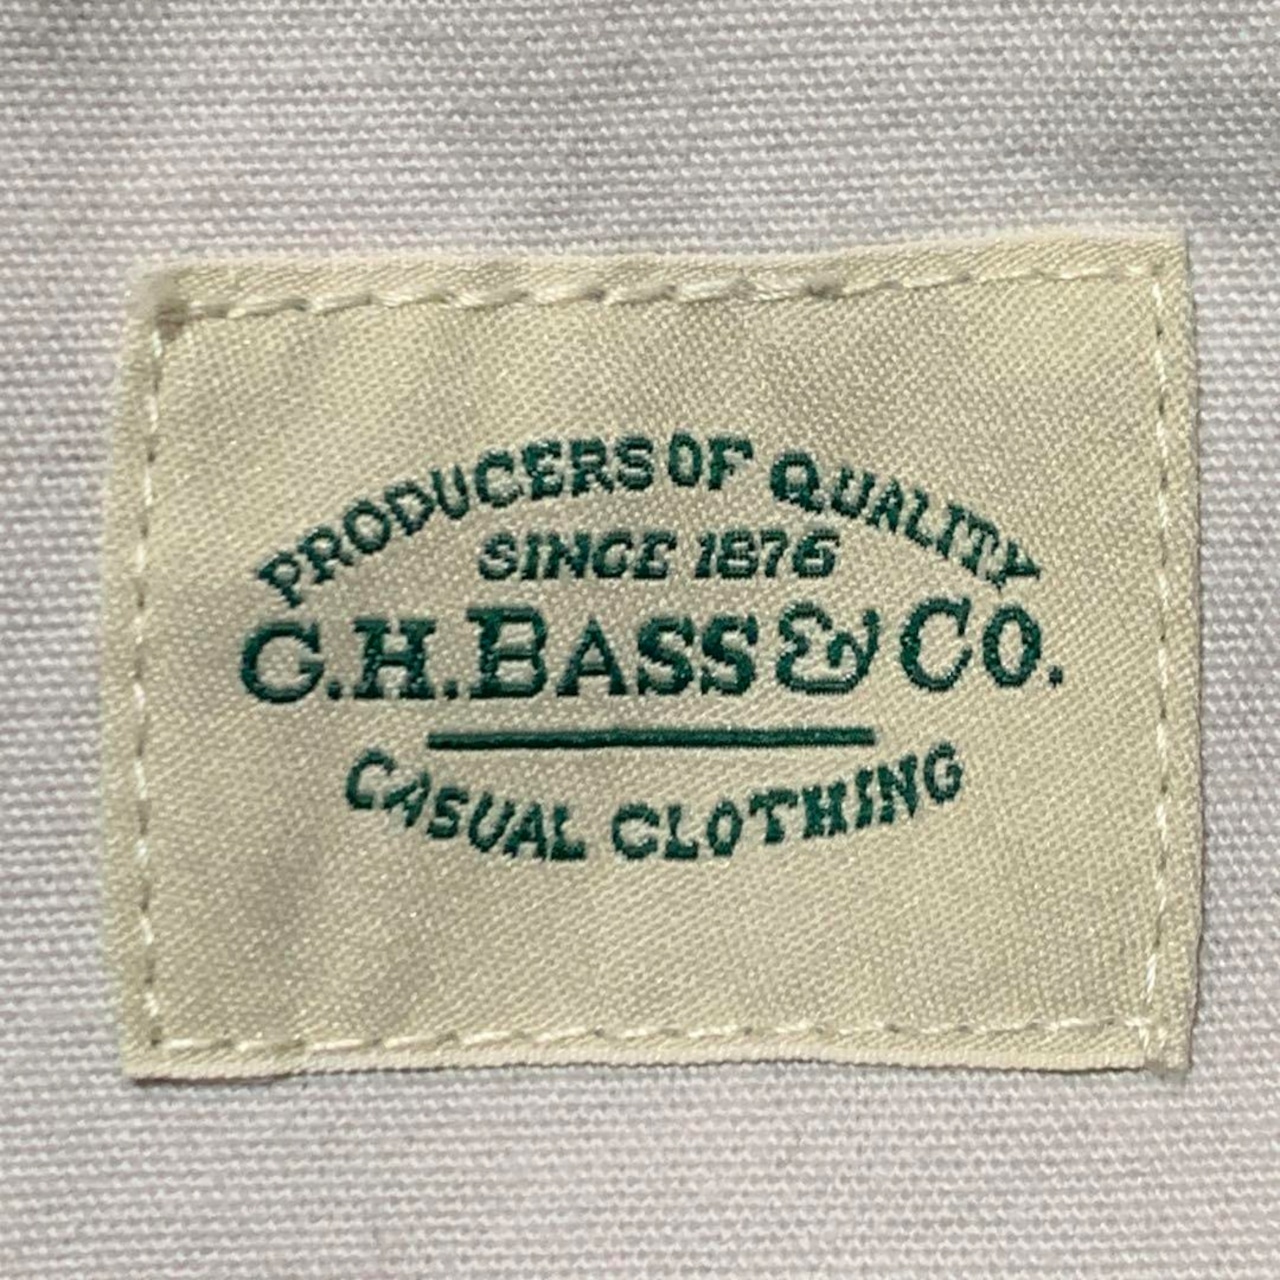 PRODUCERS OF QUALITY
SINCE 1876
G.H.BASS & CO.
CASUAL CLOTHING